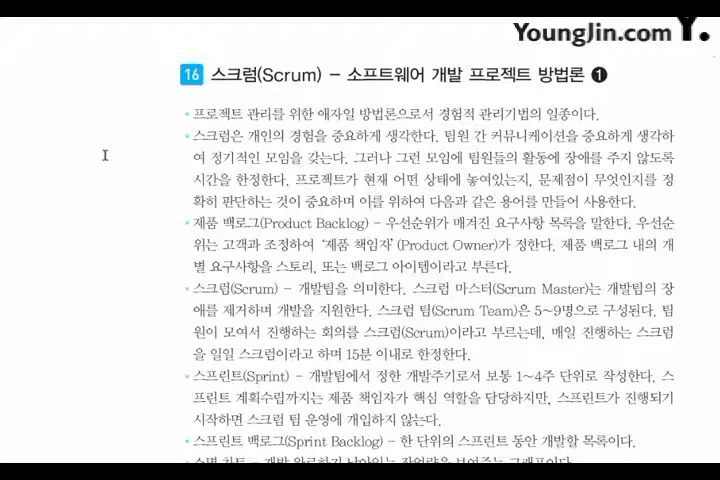 YoungJin.com Y.
16 스크럼(Scrum) - 소프트웨어 개발 프로젝트 방법론 ❶
• 프로젝트 관리를 위한 애자일 방법론으로서 경험적 관리기법의 일종이다.
• 스크럼은 개인의 경험을 중요하게 생각한다. 팀원 간 커뮤니케이션을 중요하게 생각하
여 정기적인 모임을 갖는다. 그러나 그런 모임에 팀원들의 활동에 장애를 주지 않도록
시간을 한정한다. 프로젝트가 현재 어떤 상태에 놓여있는지, 문제점이 무엇인지를 정
확히 판단하는 것이 중요하며 이를 위하여 다음과 같은 용어를 만들어 사용한다.
• 제품 백로그(Product Backlog) - 우선순위가 매겨진 요구사항 목록을 말한다. 우선순
위는 고객과 조정하여 '제품 책임자' (Product Owner)가 정한다. 제품 백로그 내의 개
별 요구사항을 스토리, 또는 백로그 아이템이라고 부른다.
• 스크럼(Scrum) - 개발팀을 의미한다. 스크럼 마스터(Scrum Master)는 개발팀의 장
애를 제거하며 개발을 지원한다. 스크럼 팀(Scrum Team)은 5~9명으로 구성된다. 팀
원이 모여서 진행하는 회의를 스크럼(Scrum)이라고 부르는데, 매일 진행하는 스크럼
을 일일 스크럼이라고 하며 15분 이내로 한정한다.
• 스프린트(Sprint) - 개발팀에서 정한 개발주기로서 보통 1~4주 단위로 작성한다. 스
프린트 계획수립까지는 제품 책임자가 핵심 역할을 담당하지만, 스프린트가 진행되기
시작하면 스크럼 팀 운영에 개입하지 않는다.
• 스프린트 백로그(Sprint Backlog) - 한 단위의 스프린트 동안 개발할 목록이다.